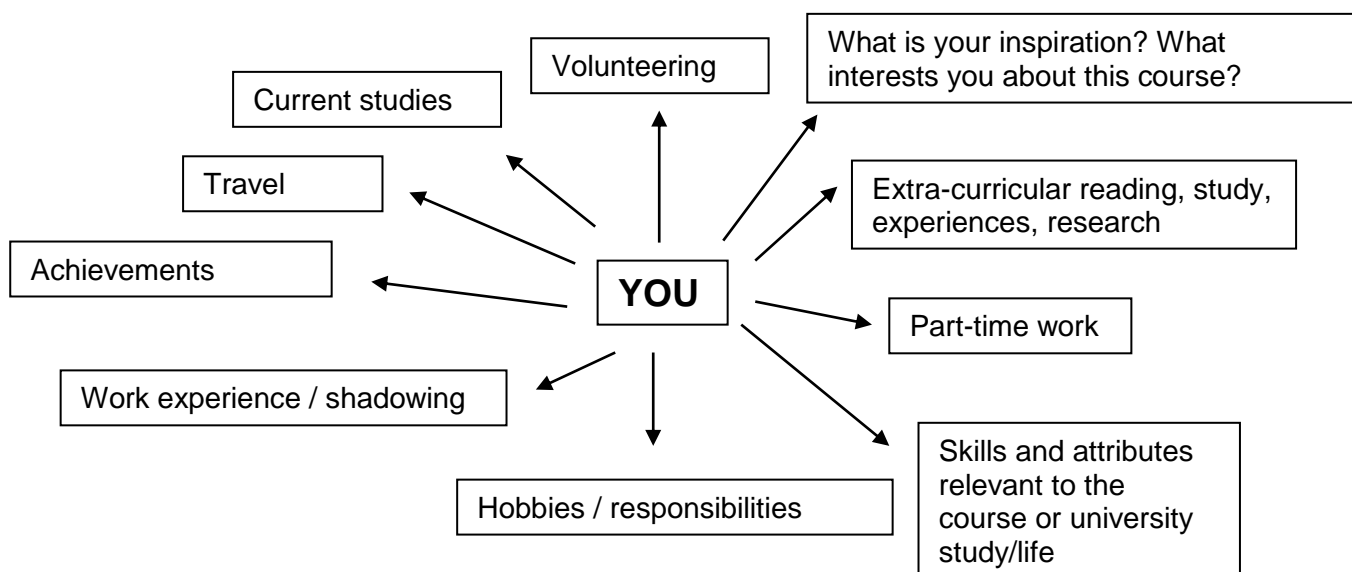 What is your inspiration? What
interests you about this course?
Volunteering
Current studies
Travel
Extra-curricular reading, study,
experiences, research
Achievements
YOU
Part-time work
Work experience / shadowing
Skills and attributes
relevant to the
course or university
study/life
Hobbies / responsibilities